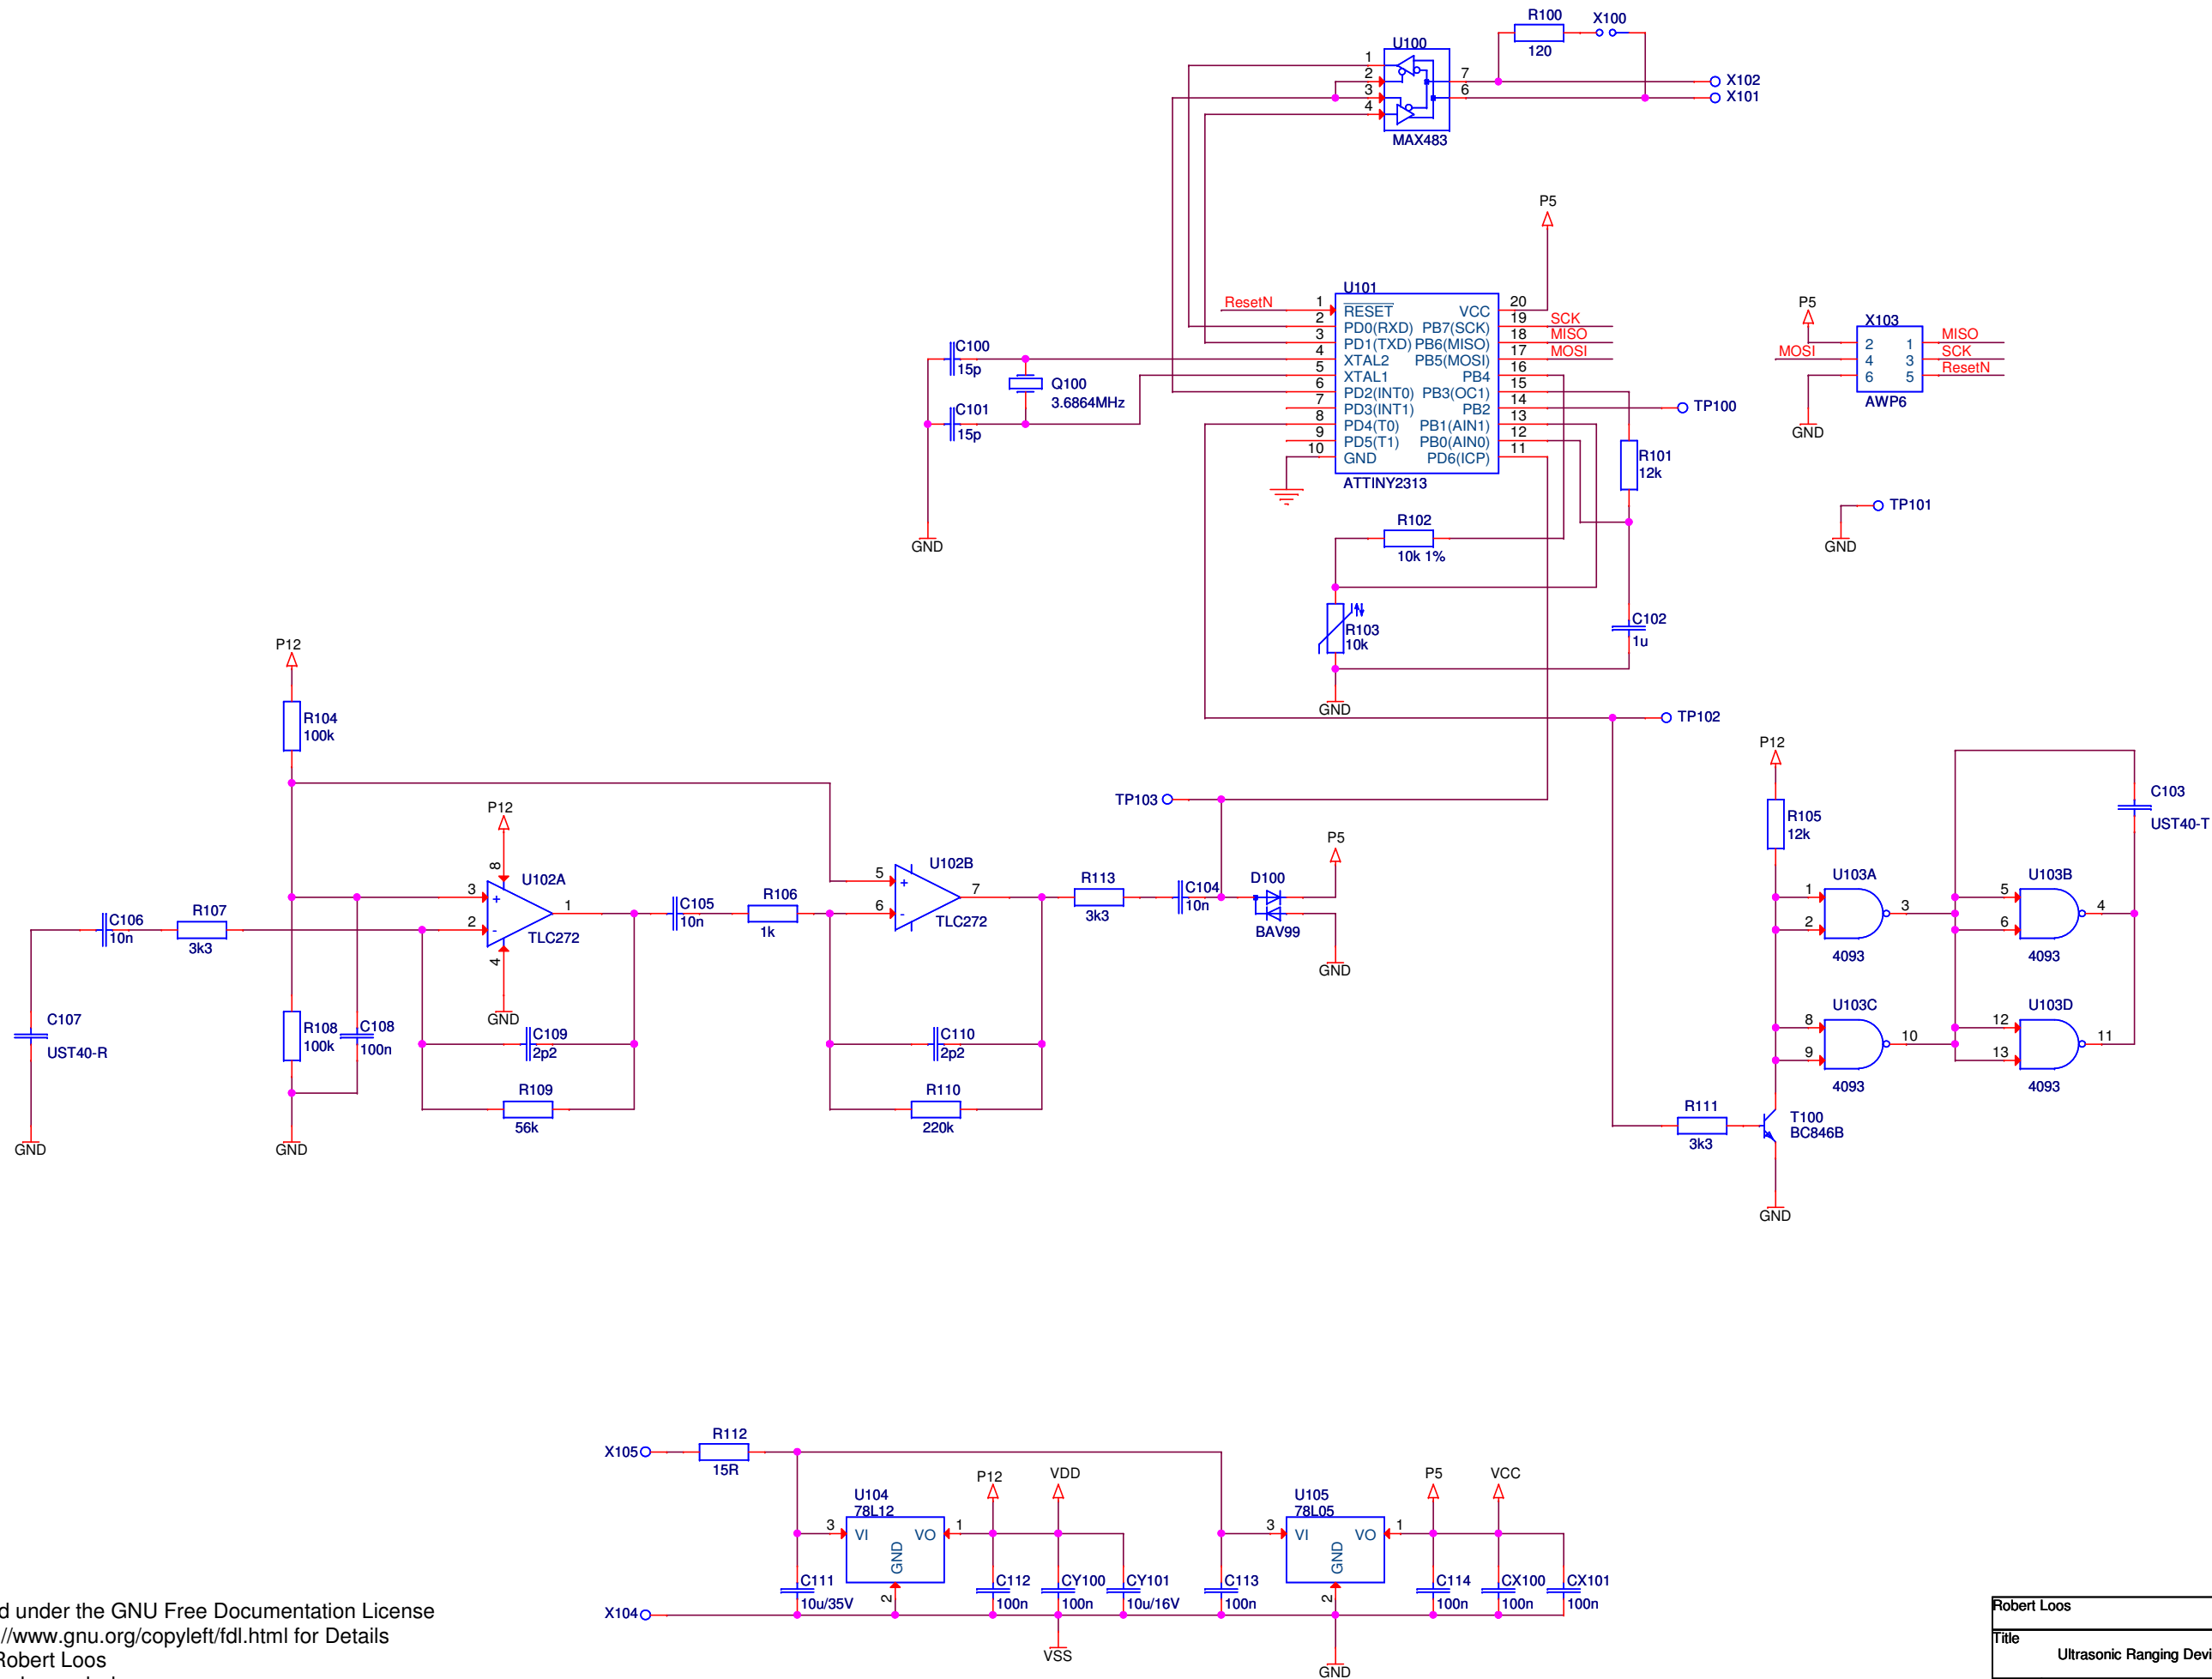 R100
X100
120
U100
1
2
3
4
7
6
MAX483
X102
X101
P5
U101
ResetN
1
2
3
4
5
6
7
8
9
10
RESET
PD0(RXD)
PD1(TXD)
XTAL2
XTAL1
PD2(INT0)
PD3(INT1)
PD4(T0)
PD5(T1)
GND
VCC
PB7(SCK)
PB6(MISO)
PB5(MOSI)
PB4
PB3(OC1)
PB2
PB1(AIN1)
PB0(AIN0)
PD6(ICP)
20
19
18
17
16
15
14
13
12
11
SCK
MISO
MOSI
ATTINY2313
C100
15p
C101
15p
Q100
3.6864MHz
GND
TP100
R101
12k
R102
10k 1%
R103
10k
C102
1u
GND
P5
X103
MOSI
2 1
4 3
6 5
MISO
SCK
ResetN
AWP6
GND
TP101
GND
TP102
P12
R104
100k
P12
8
U102A
3
+
2
-
1
4
TLC272
GND
C106
10n
R107
3k3
C107
UST40-R
GND
R108
100k
C108
100n
GND
C109
2p2
R109
56k
C105
10n
R106
1k
U102B
5
+
6
-
7
TLC272
C110
2p2
R110
220k
TP103
R113
3k3
C104
10n
D100
BAV99
P5
GND
P12
R105
12k
U103A
1
2
3
4093
U103B
5
6
4
4093
C103
UST40-T
U103C
8
9
10
4093
U103D
12
13
11
4093
R111
3k3
T100
BC846B
GND
X105
R112
15R
U104
78L12
3
VI
VO
1
GND
2
P12
VDD
C111
10u/35V
C112
100n
CY100
100n
CY101
10u/16V
X104
VSS
U105
78L05
3
VI
VO
1
GND
2
P5
VCC
C113
100n
C114
100n
CX100
100n
CX101
100n
GND
d under the GNU Free Documentation License
//www.gnu.org/copyleft/fdl.html for Details
Robert Loos
Robert Loos
Title
Ultrasonic Ranging Devi